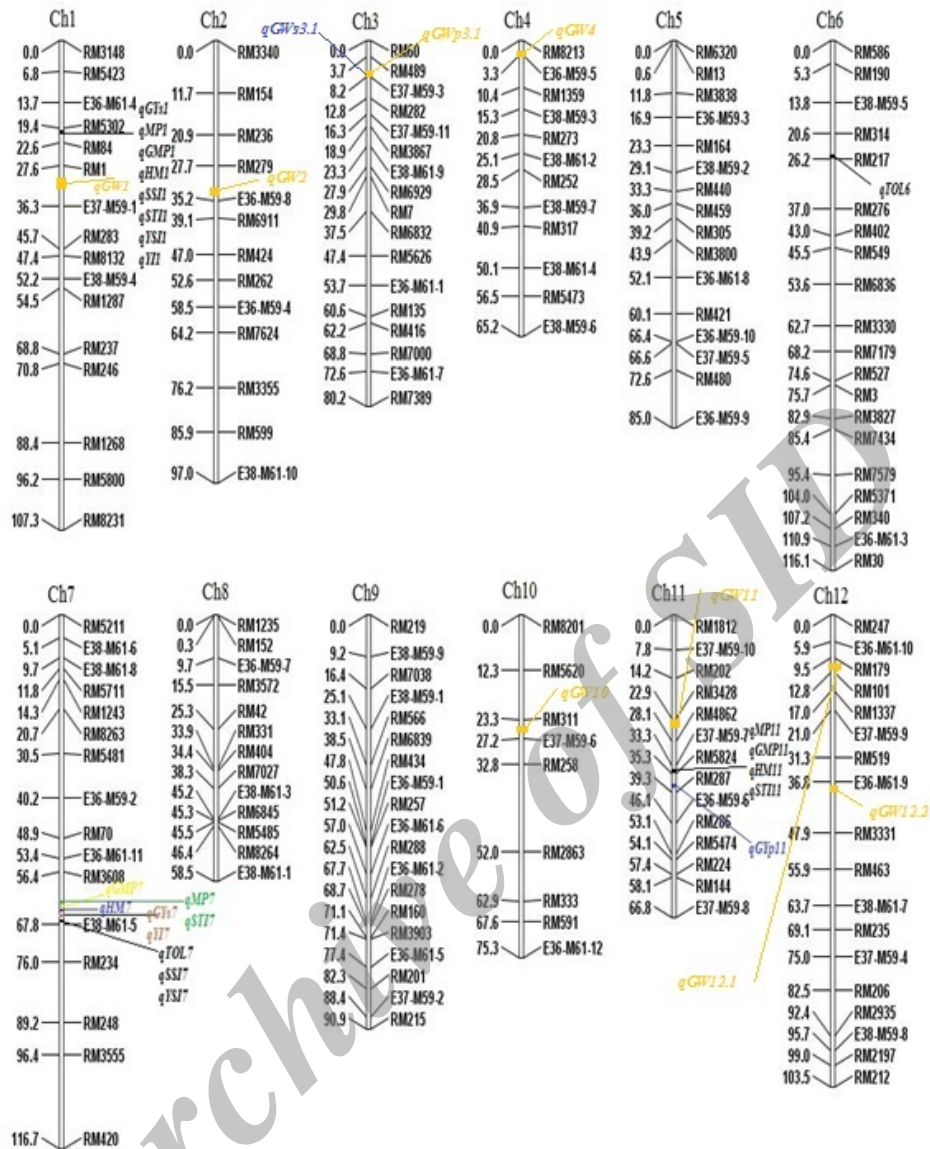 Ch1
0.0 RM3148
6.8 RM5423
13.7 E36-M61-4
19.4 RM5302
22.6 RM84
27.6 RM1
36.3 E37-M59-1
45.7 RM283
47.4 RM8132
52.2 E38-M59-4
54.5 RM1287
68.8 RM237
70.8 RM246
88.4 RM1268
96.2 RM5800
107.3 RM8231
qGW1
qGYs1
qMP1
qGMP1
qHM1
qSSI1
qSTI1
qYSI1
qYI1
Ch2
0.0 RM3340
11.7 RM154
20.9 RM236
27.7 RM279
35.2 E36-M59-8
39.1 RM6911
47.0 RM424
52.6 RM262
58.5 E36-M59-4
64.2 RM7624
76.2 RM3355
85.9 RM599
97.0 E38-M61-10
qGW2
Ch3
qGWs3.1
qGWp3.1
0.0 RM60
3.7 RM489
8.2 E37-M59-3
12.8 RM282
16.3 E37-M59-11
18.9 RM3867
23.3 E38-M61-9
27.9 RM6929
29.8 RM7
37.5 RM6832
47.4 RM5626
53.7 E36-M61-1
60.6 RM135
62.2 RM416
68.8 RM7000
72.6 E36-M61-7
80.2 RM7389
Ch4
qGW4
0.0 RM8213
3.3 E36-M59-5
10.4 RM1359
15.3 E38-M59-3
20.8 RM273
25.1 E38-M61-2
28.5 RM252
36.9 E38-M59-7
40.9 RM317
50.1 E38-M61-4
56.5 RM5473
65.2 E38-M59-6
Ch5
0.0 RM6320
0.6 RM13
11.8 RM3838
16.9 E36-M59-3
23.3 RM164
29.1 E38-M59-2
33.3 RM440
36.0 RM459
39.2 RM305
43.9 RM3800
52.1 E36-M61-8
60.1 RM421
66.4 E36-M59-10
66.6 E37-M59-5
72.6 RM480
85.0 E36-M59-9
Ch6
0.0 RM586
5.3 RM190
13.8 E38-M59-5
20.6 RM314
26.2 RM217
qTOL6
37.0 RM276
43.0 RM402
45.5 RM549
53.6 RM6836
62.7 RM3330
68.2 RM7179
74.6 RM527
75.7 RM3
82.9 RM3827
85.4 RM7434
95.4 RM7579
104.0 RM5371
107.2 RM340
110.9 E36-M61-3
116.1 RM30
Ch7
0.0 RM5211
5.1 E38-M61-6
9.7 E38-M61-8
11.8 RM5711
14.3 RM1243
20.7 RM8263
30.5 RM5481
40.2 E36-M59-2
48.9 RM70
53.4 E36-M61-11
56.4 RM3608
67.8 E38-M61-5
76.0 RM234
89.2 RM248
96.4 RM3555
116.7 RM420
qGMP7
qMP7
qHM7
qGYs7
qSTI7
qYI7
qTOL7
qSSI7
qYSI7
Ch8
0.0 RM1235
0.3 RM152
9.7 E36-M59-7
15.5 RM3572
25.3 RM42
33.9 RM331
34.4 RM404
38.3 RM7027
45.2 E38-M61-3
45.3 RM6845
45.5 RM5485
46.4 RM8264
58.5 E38-M61-1
Ch9
0.0 RM219
9.2 E38-M59-9
16.4 RM7038
25.1 E38-M59-1
33.1 RM566
38.5 RM6839
47.8 RM434
50.6 E36-M59-1
51.2 RM257
57.0 E36-M61-6
62.5 RM288
67.7 E36-M61-2
68.7 RM278
71.1 RM160
71.4 RM3903
77.4 E36-M61-5
82.3 RM201
88.4 E37-M59-2
90.9 RM215
Ch10
0.0 RM8201
12.3 RM5620
qGW10
23.3 RM311
27.2 E37-M59-6
32.8 RM258
52.0 RM2863
62.9 RM333
67.6 RM591
75.3 E36-M61-12
Ch11
qGW11
0.0 RM1812
7.8 E37-M59-10
14.2 RM202
22.9 RM3428
28.1 RM4862
33.3 E37-M59-7
35.3 RM5824
39.3 RM287
46.1 E36-M59-6
53.1 RM286
54.1 RM5474
57.4 RM224
58.1 RM144
66.8 E37-M59-8
qMP11
qGMP11
qHM11
qSTI11
qGYp11
Ch12
0.0 RM247
5.9 E36-M61-10
9.5 RM179
12.8 RM101
17.0 RM1337
21.0 E37-M59-9
31.3 RM519
36.8 E36-M61-9
qGW12.2
47.9 RM3331
55.9 RM463
63.7 E38-M61-7
69.1 RM235
75.0 E37-M59-4
82.5 RM206
92.4 RM2935
95.7 E38-M59-8
99.0 RM2197
103.5 RM212
qGW12.1
Archive of SID